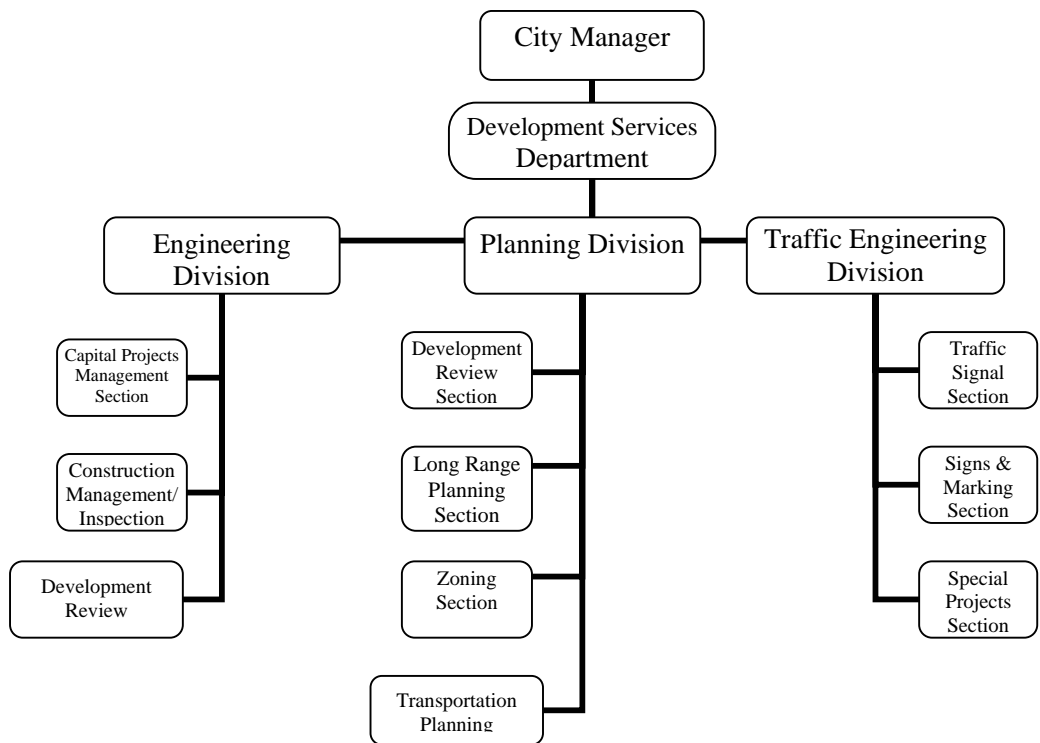 City Manager
Development Services
Department
Engineering
Division
Planning Division
Traffic Engineering
Division
Capital Projects
Management
Section
Construction
Management/
Inspection
Development
Review
Development
Review
Section
Long Range
Planning
Section
Zoning
Section
Transportation
Planning
Traffic
Signal
Section
Signs &
Marking
Section
Special
Projects
Section